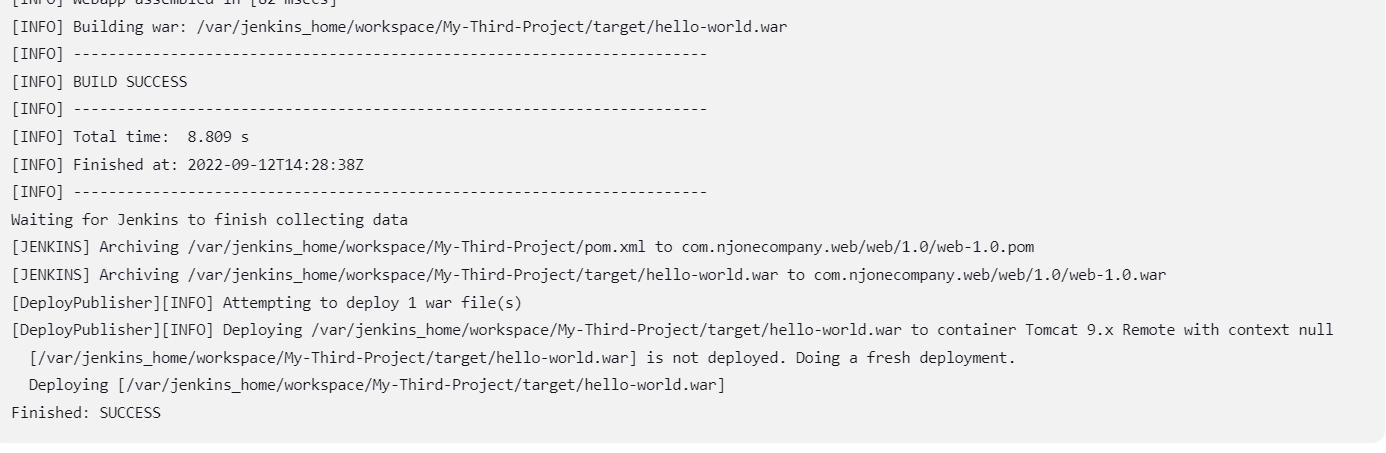 [INFO] Webapp assembled in [82 msecs]
[INFO] Building war: /var/jenkins_home/workspace/My-Third-Project/target/hello-world.war
[INFO] ------------------------------------------------------------------------
[INFO] BUILD SUCCESS
[INFO] ------------------------------------------------------------------------
[INFO] Total time:  8.809 s
[INFO] Finished at: 2022-09-12T14:28:38Z
[INFO] ------------------------------------------------------------------------
Waiting for Jenkins to finish collecting data
[JENKINS] Archiving /var/jenkins_home/workspace/My-Third-Project/pom.xml to com.njonecompany.web/web/1.0/web-1.0.pom
[JENKINS] Archiving /var/jenkins_home/workspace/My-Third-Project/target/hello-world.war to com.njonecompany.web/web/1.0/web-1.0.war
[DeployPublisher][INFO] Attempting to deploy 1 war file(s)
[DeployPublisher][INFO] Deploying /var/jenkins_home/workspace/My-Third-Project/target/hello-world.war to container Tomcat 9.x Remote with context null
  [/var/jenkins_home/workspace/My-Third-Project/target/hello-world.war] is not deployed. Doing a fresh deployment.
  Deploying [/var/jenkins_home/workspace/My-Third-Project/target/hello-world.war]
Finished: SUCCESS